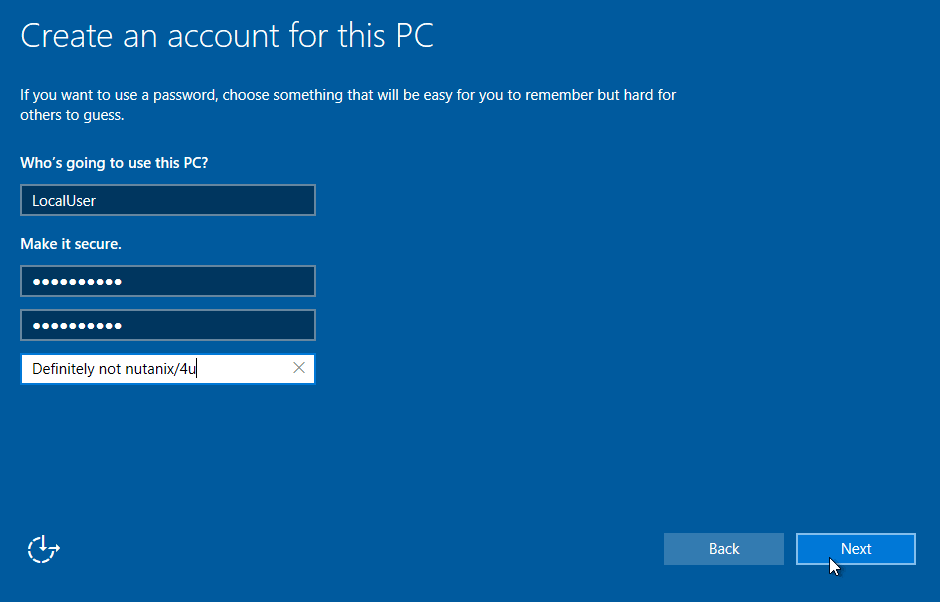 Create an account for this PC
If you want to use a password, choose something that will be easy for you to remember but hard for
others to guess.
Who's going to use this PC?
LocalUser
Make it secure.
●●●●●●●●●●
●●●●●●●●●●
Definitely not nutanix/4u
Back
Next